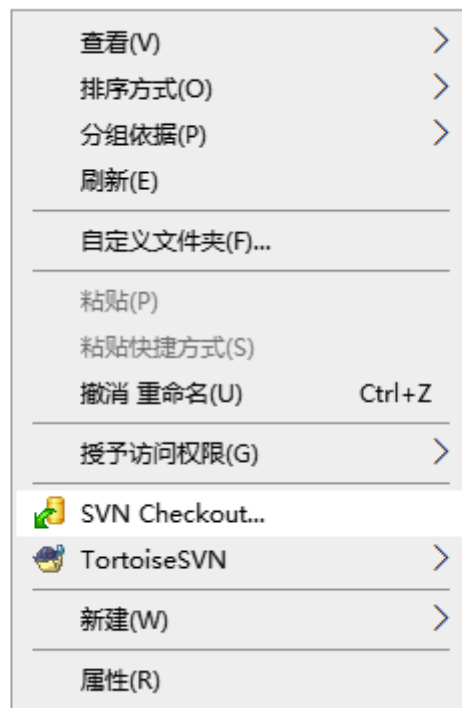 查看(V)
排序方式(O)
分组依据(P)
刷新(E)
自定义文件夹(F)...
粘贴(P)
粘贴快捷方式(S)
撤消 重命名(U) Ctrl+Z
授予访问权限(G)
SVN Checkout...
TortoiseSVN
新建(W)
属性(R)